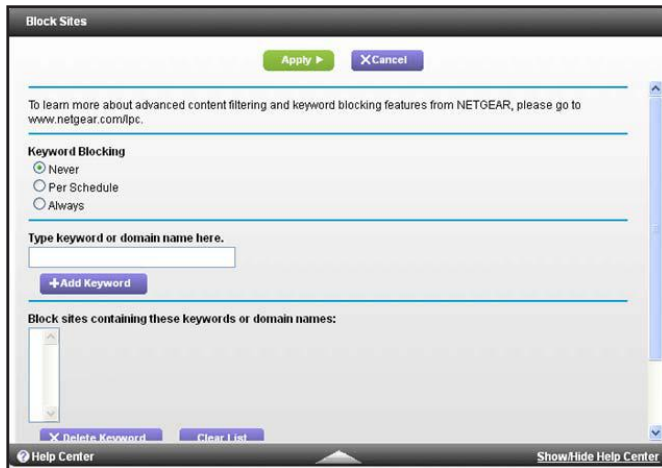 Block Sites
Apply
Cancel
To learn more about advanced content filtering and keyword blocking features from NETGEAR, please go to
www.netgear.com/lpc.
Keyword Blocking
Never
Per Schedule
Always
Type keyword or domain name here.
+Add Keyword
Block sites containing these keywords or domain names:
Delete Keyword Clear List
Help Center Show/Hide Help Center